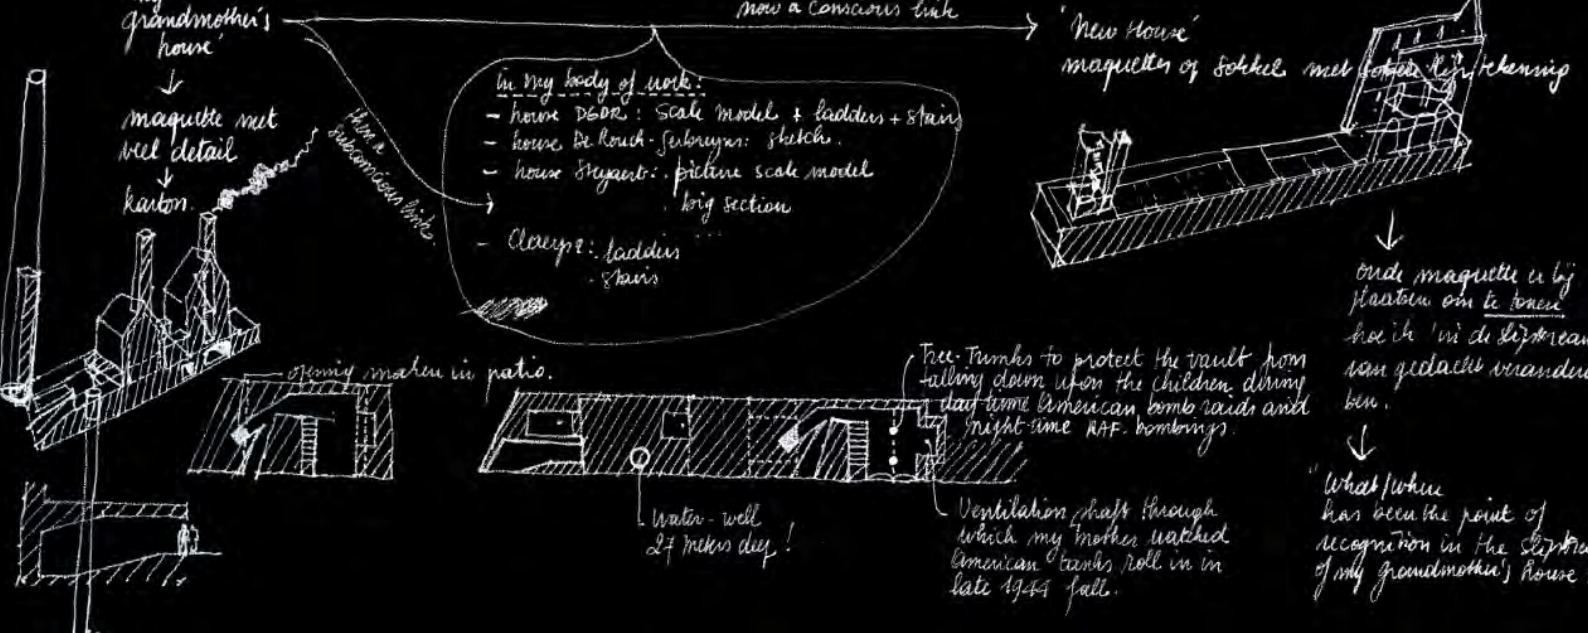 grandmother's
house'
maquette met
veel detail
karton.
then a
subconscious link.
now a conscious link
in my body of work:
- house DGDR: scale model + ladders + stairs
- house De Rouck-: sketch.
- house Steyaert: . picture scale model
. big section
- : . ladders ...
. stairs
'New House'
maquettes of sokkel met tekening
oude maquette er bij
plaatsen om te tonen
hoe ik 'in de slipstream
van gedacht veranderd
ben.
"What/where
has been the point of
recognition in the slipstream
of my grandmother's house
opening maken in patio.
Tree-Trunks to protect the vault from
falling down upon the children during
day-time American bomb raids and
night-time RAF-bombings.
water-well
27 meters deep!
Ventilation shaft through
which my mother watched
American tanks roll in in
late 1944 fall.